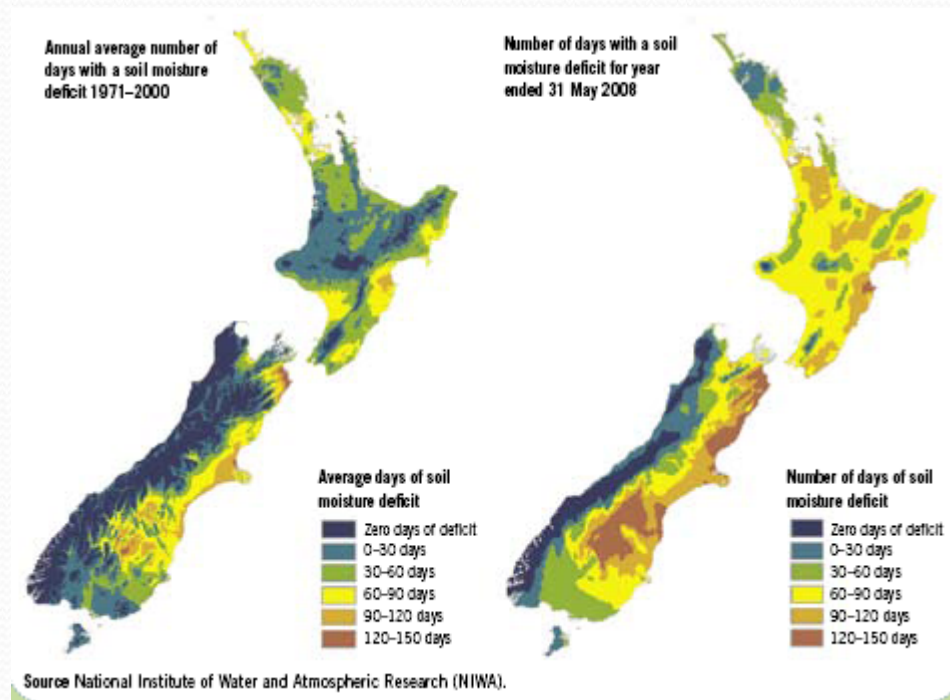 Annual average number of
days with a soil moisture
deficit 1971–2000
Number of days with a soil
moisture deficit for year
ended 31 May 2008
Average days of soil
moisture deficit
Zero days of deficit
0–30 days
30–60 days
60–90 days
90–120 days
120–150 days
Number of days of soil
moisture deficit
Zero days of deficit
0–30 days
30–60 days
60–90 days
90–120 days
120–150 days
Source National Institute of Water and Atmospheric Research (NIWA).